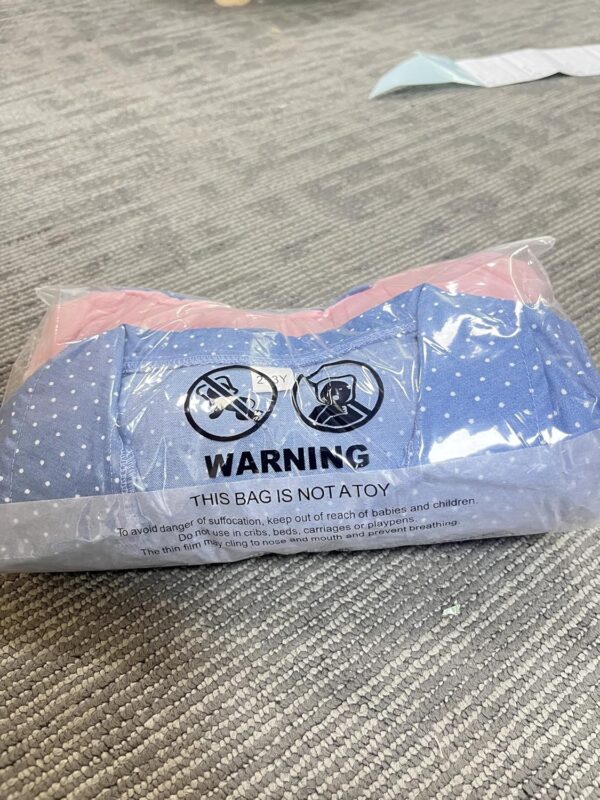 2-3Y
WARNING
THIS BAG IS NOT A TOY
To avoid danger of suffocation, keep out of reach of babies and children.
Do not use in cribs, beds, carriages or playpens.
The thin film may cling to nose and mouth and prevent breathing.